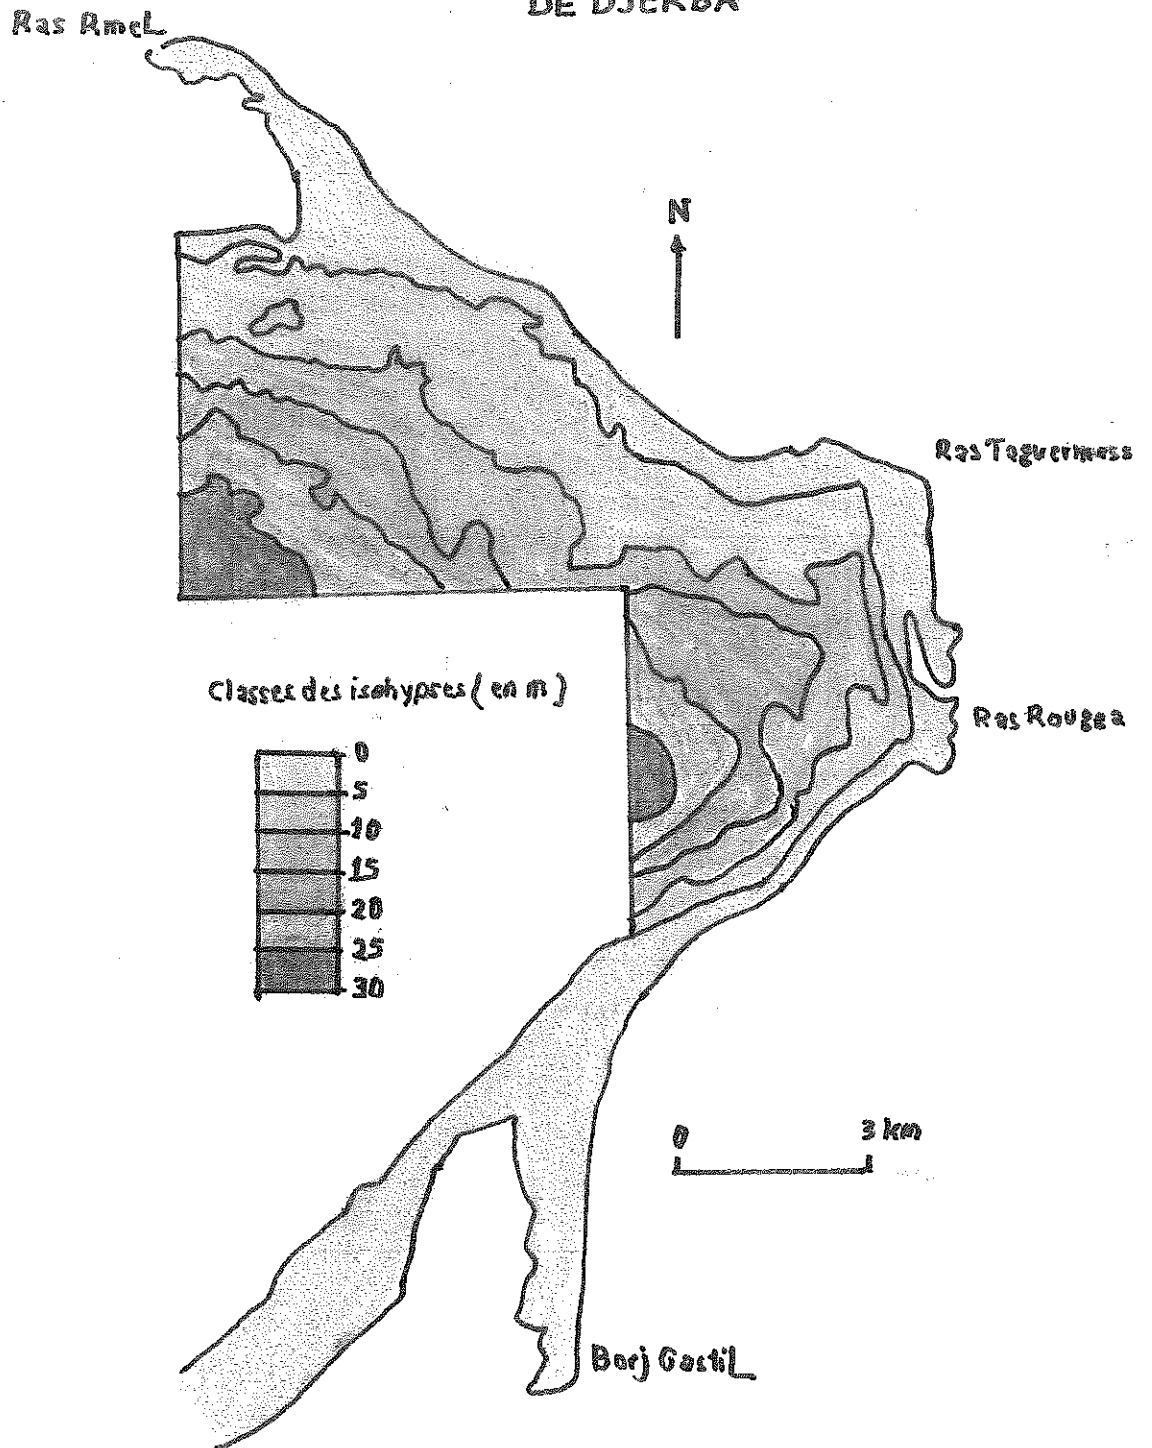 DE DJERBA
Ras RmeL
N
Ras Taguermess
Classes des isohypses (en m)
Ras Rougea
0
5
10
15
20
25
30
0 3 km
Borj GastiL